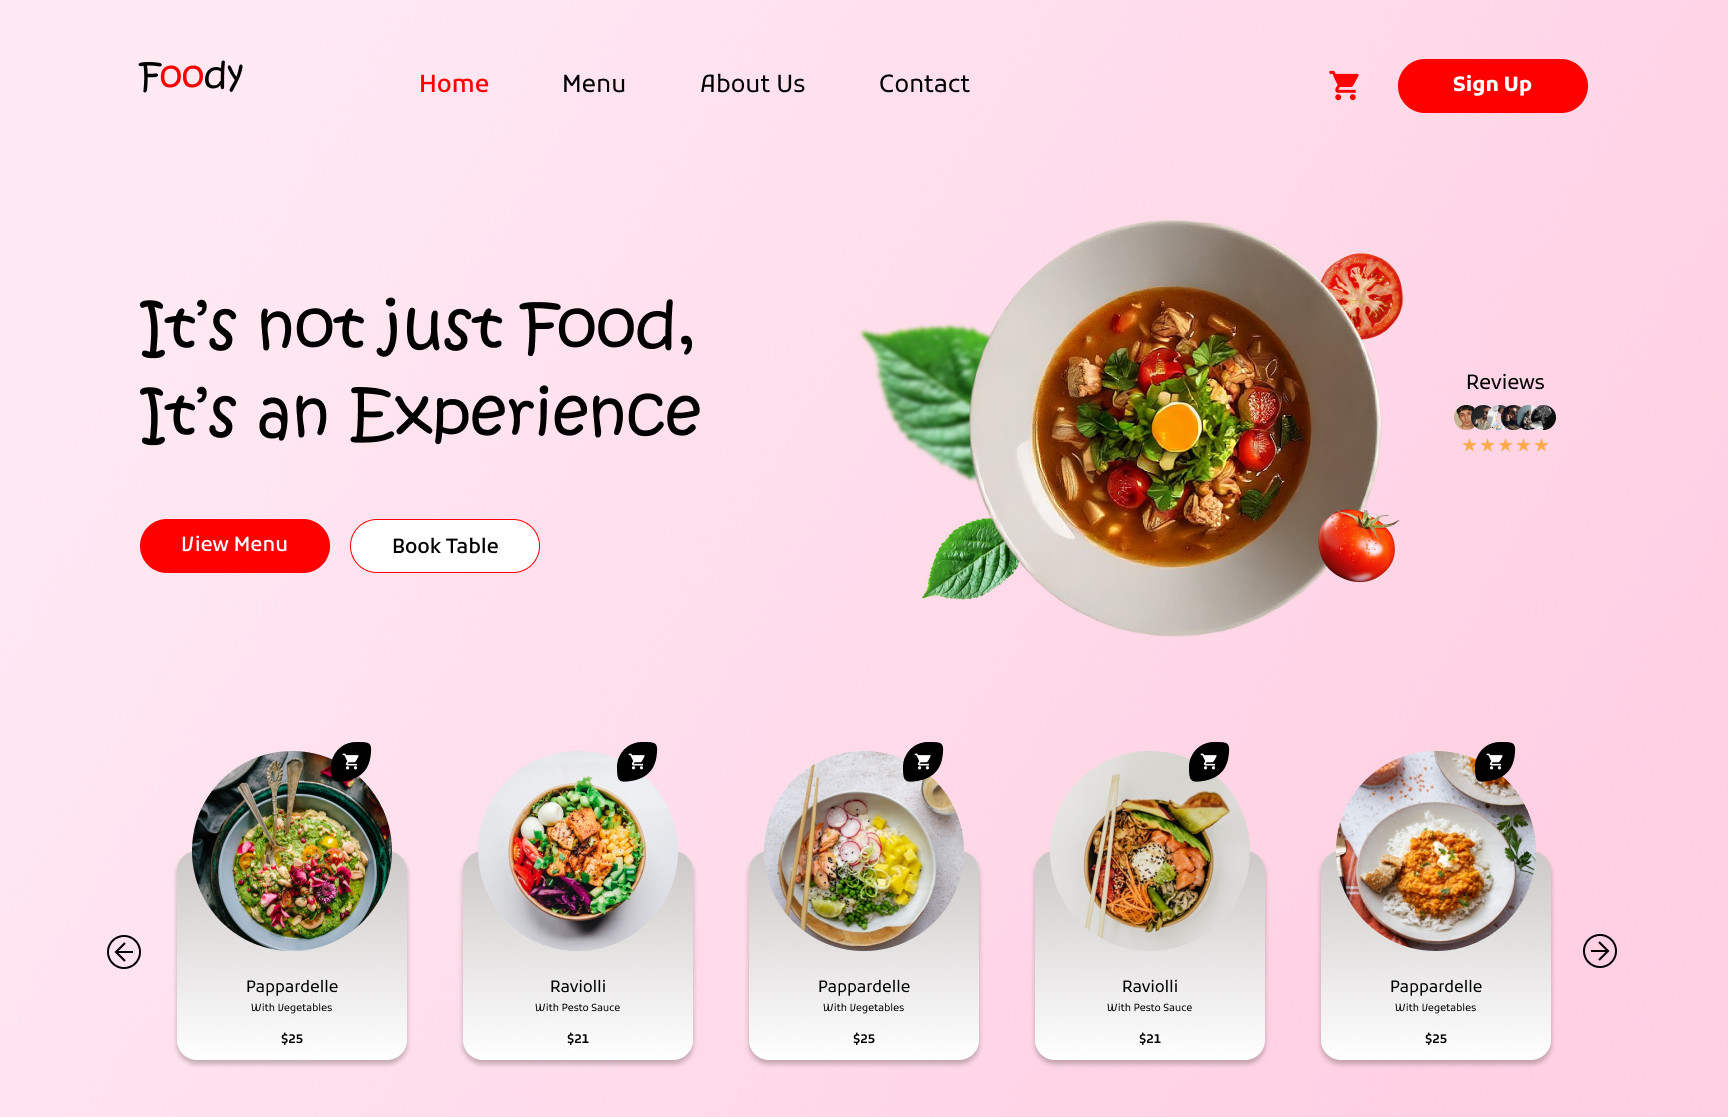 Foody
Home
Menu
About Us
Contact
Sign Up
It's not just Food,
It's an Experience
View Menu
Book Table
Reviews
Pappardelle
With Vegetables
$25
Raviolli
With Pesto Sauce
$21
Pappardelle
With Vegetables
$25
Raviolli
With Pesto Sauce
$21
Pappardelle
With Vegetables
$25